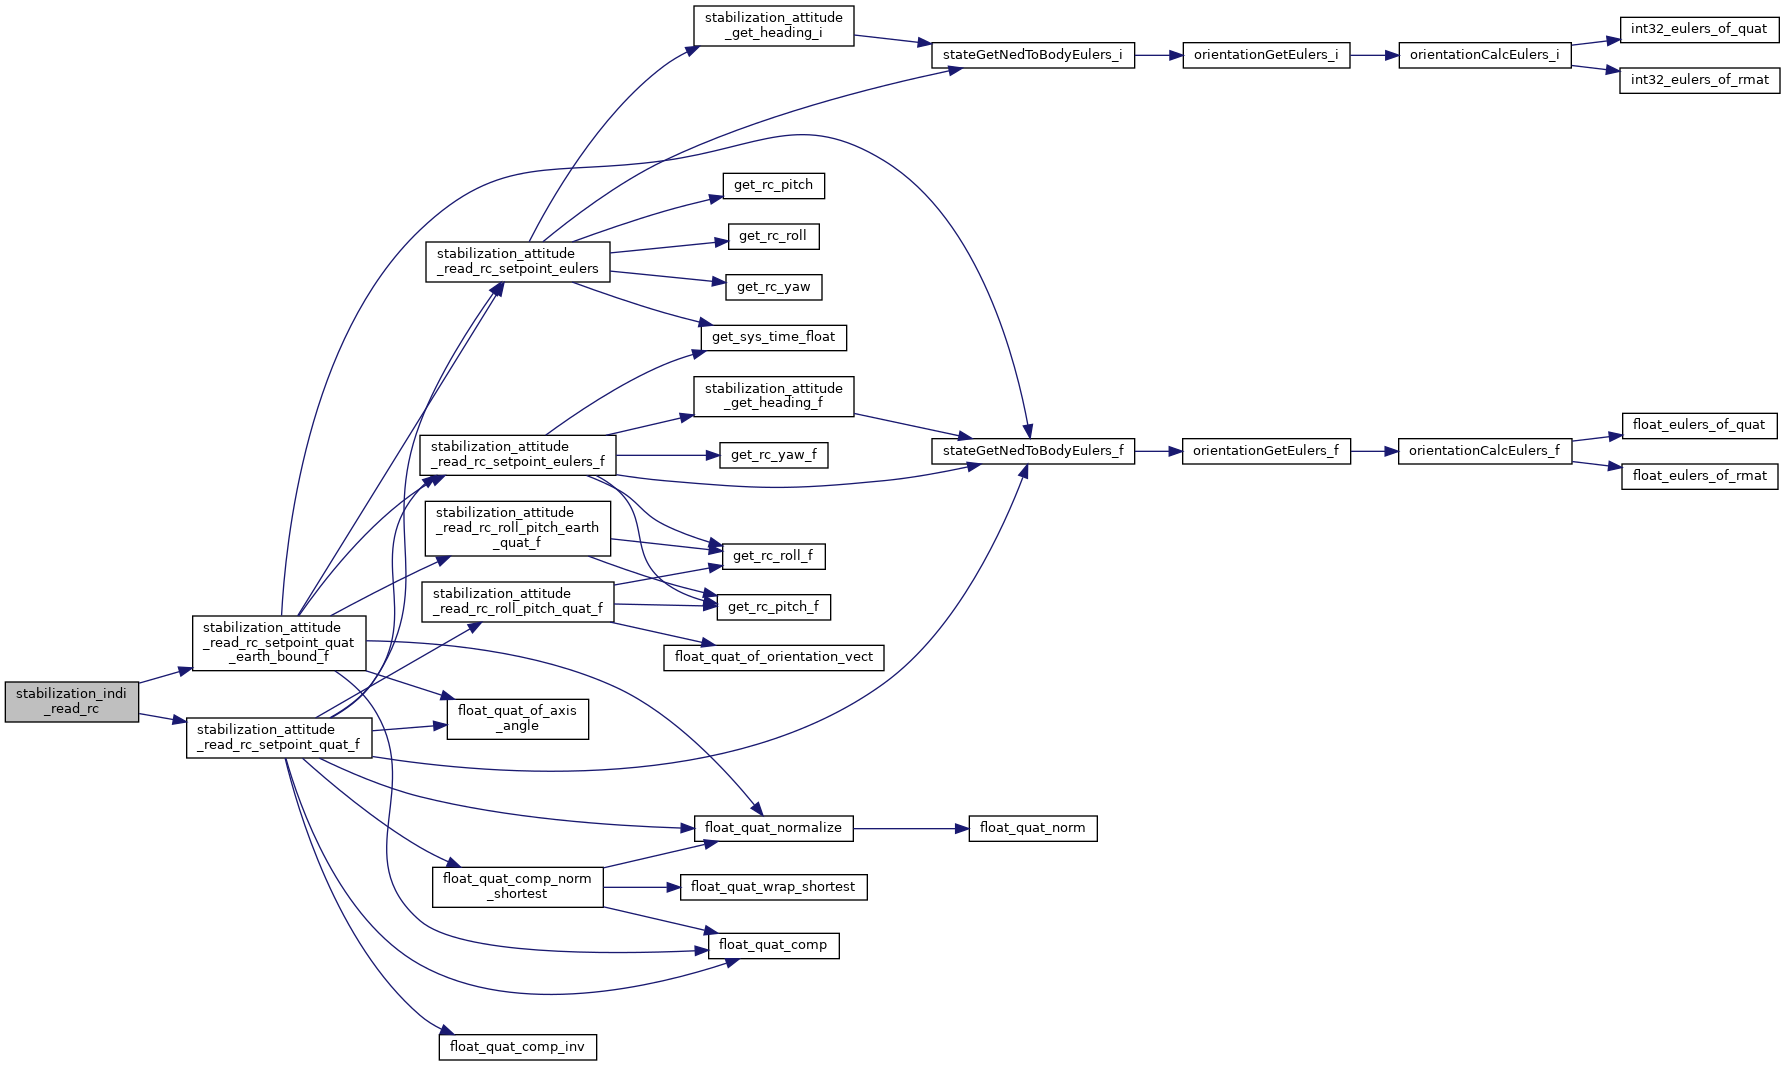 stabilization_attitude
_get_heading_i
stateGetNedToBodyEulers_i
orientationGetEulers_i
orientationCalcEulers_i
int32_eulers_of_quat
int32_eulers_of_rmat
get_rc_pitch
get_rc_roll
stabilization_attitude
_read_rc_setpoint_eulers
get_rc_yaw
get_sys_time_float
stabilization_attitude
_get_heading_f
stabilization_attitude
_read_rc_setpoint_eulers_f
get_rc_yaw_f
stateGetNedToBodyEulers_f
orientationGetEulers_f
orientationCalcEulers_f
float_eulers_of_quat
float_eulers_of_rmat
stabilization_attitude
_read_rc_roll_pitch_earth
_quat_f
get_rc_roll_f
stabilization_attitude
_read_rc_roll_pitch_quat_f
get_rc_pitch_f
stabilization_attitude
_read_rc_setpoint_quat
_earth_bound_f
float_quat_of_orientation_vect
stabilization_indi
_read_rc
float_quat_of_axis
_angle
stabilization_attitude
_read_rc_setpoint_quat_f
float_quat_normalize
float_quat_norm
float_quat_comp_norm
_shortest
float_quat_wrap_shortest
float_quat_comp
float_quat_comp_inv